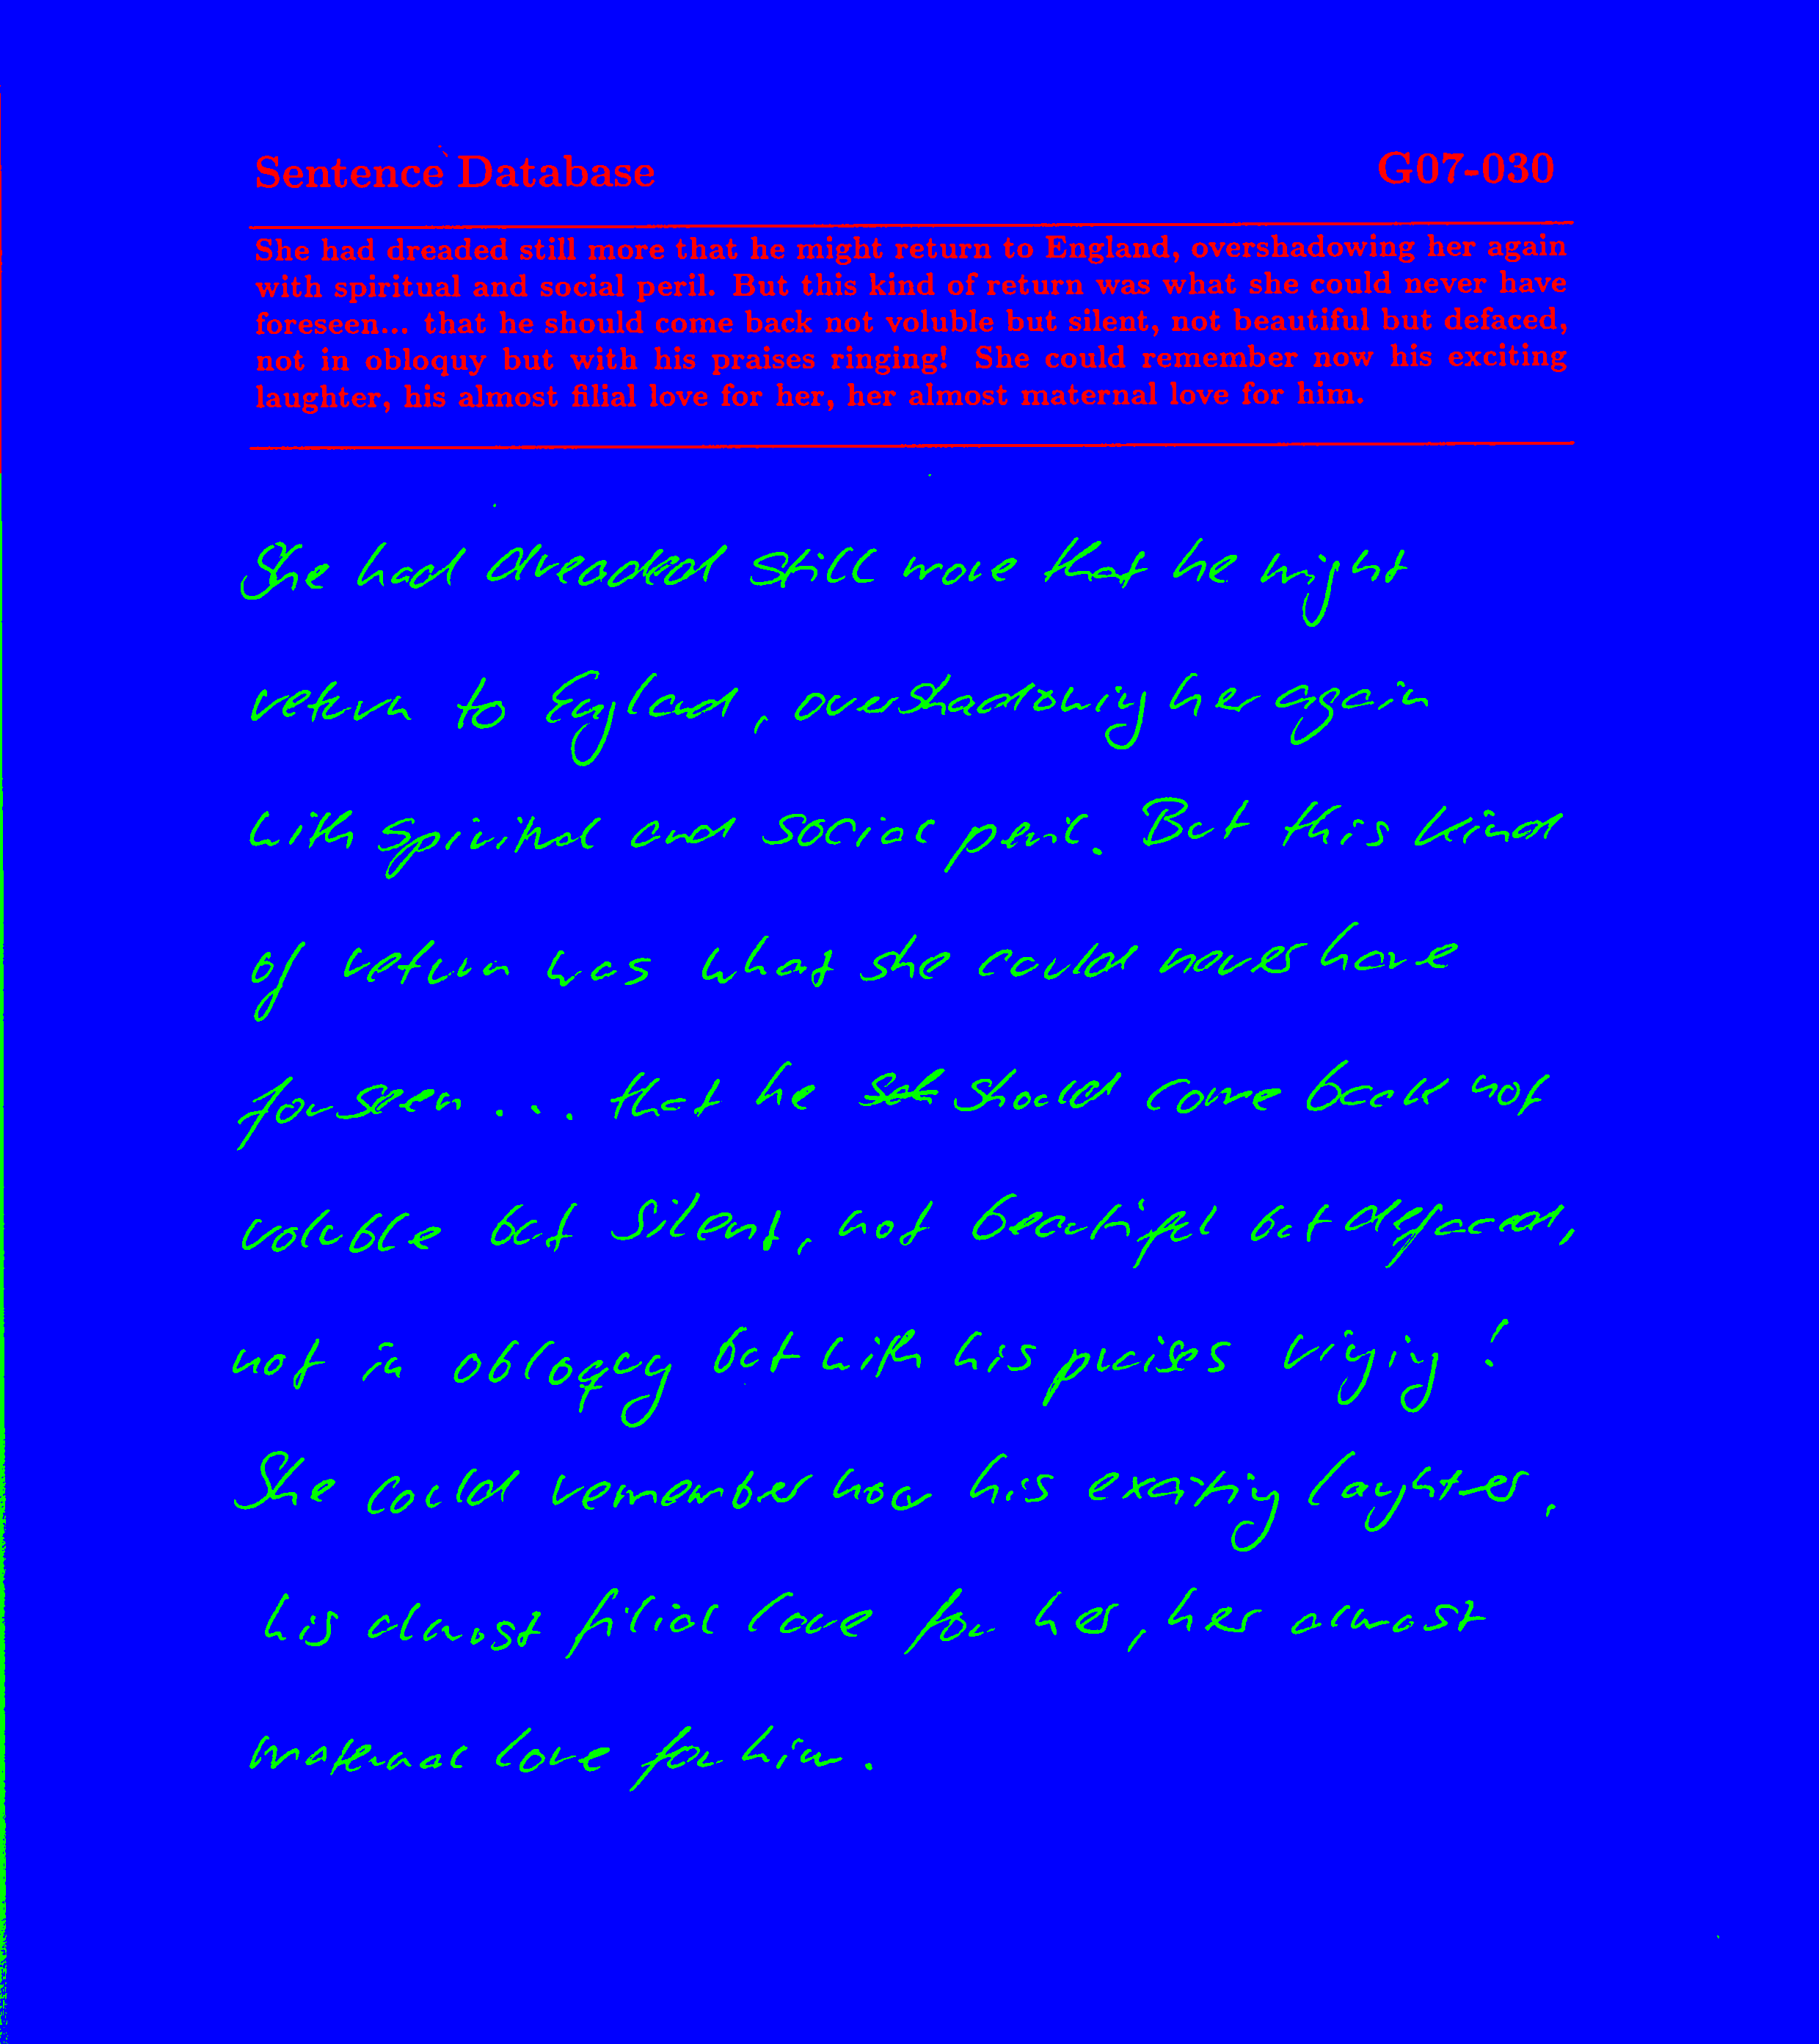 Sentence Database G07-030
She had dreaded still more that he might return to England, overshadowing her again
with spiritual and social peril. But this kind of return was what she could never have
foreseen... that he should come back not voluble but silent, not beautiful but defaced,
not in obloquy but with his praises ringing! She could remember now his exciting
laughter, his almost filial love for her, her almost maternal love for him.
She had dreaded still more that he might
return to England, overshadowing her again
with spiritual and social peril. But this kind
of return was what she could never have
forseen... that he should come back not
voluble but silent, not beautiful but defaced,
not in obloquy but with his praises ringing!
She could remember now his exciting laughter,
his almost filial love for her, her almost
maternal love for him.